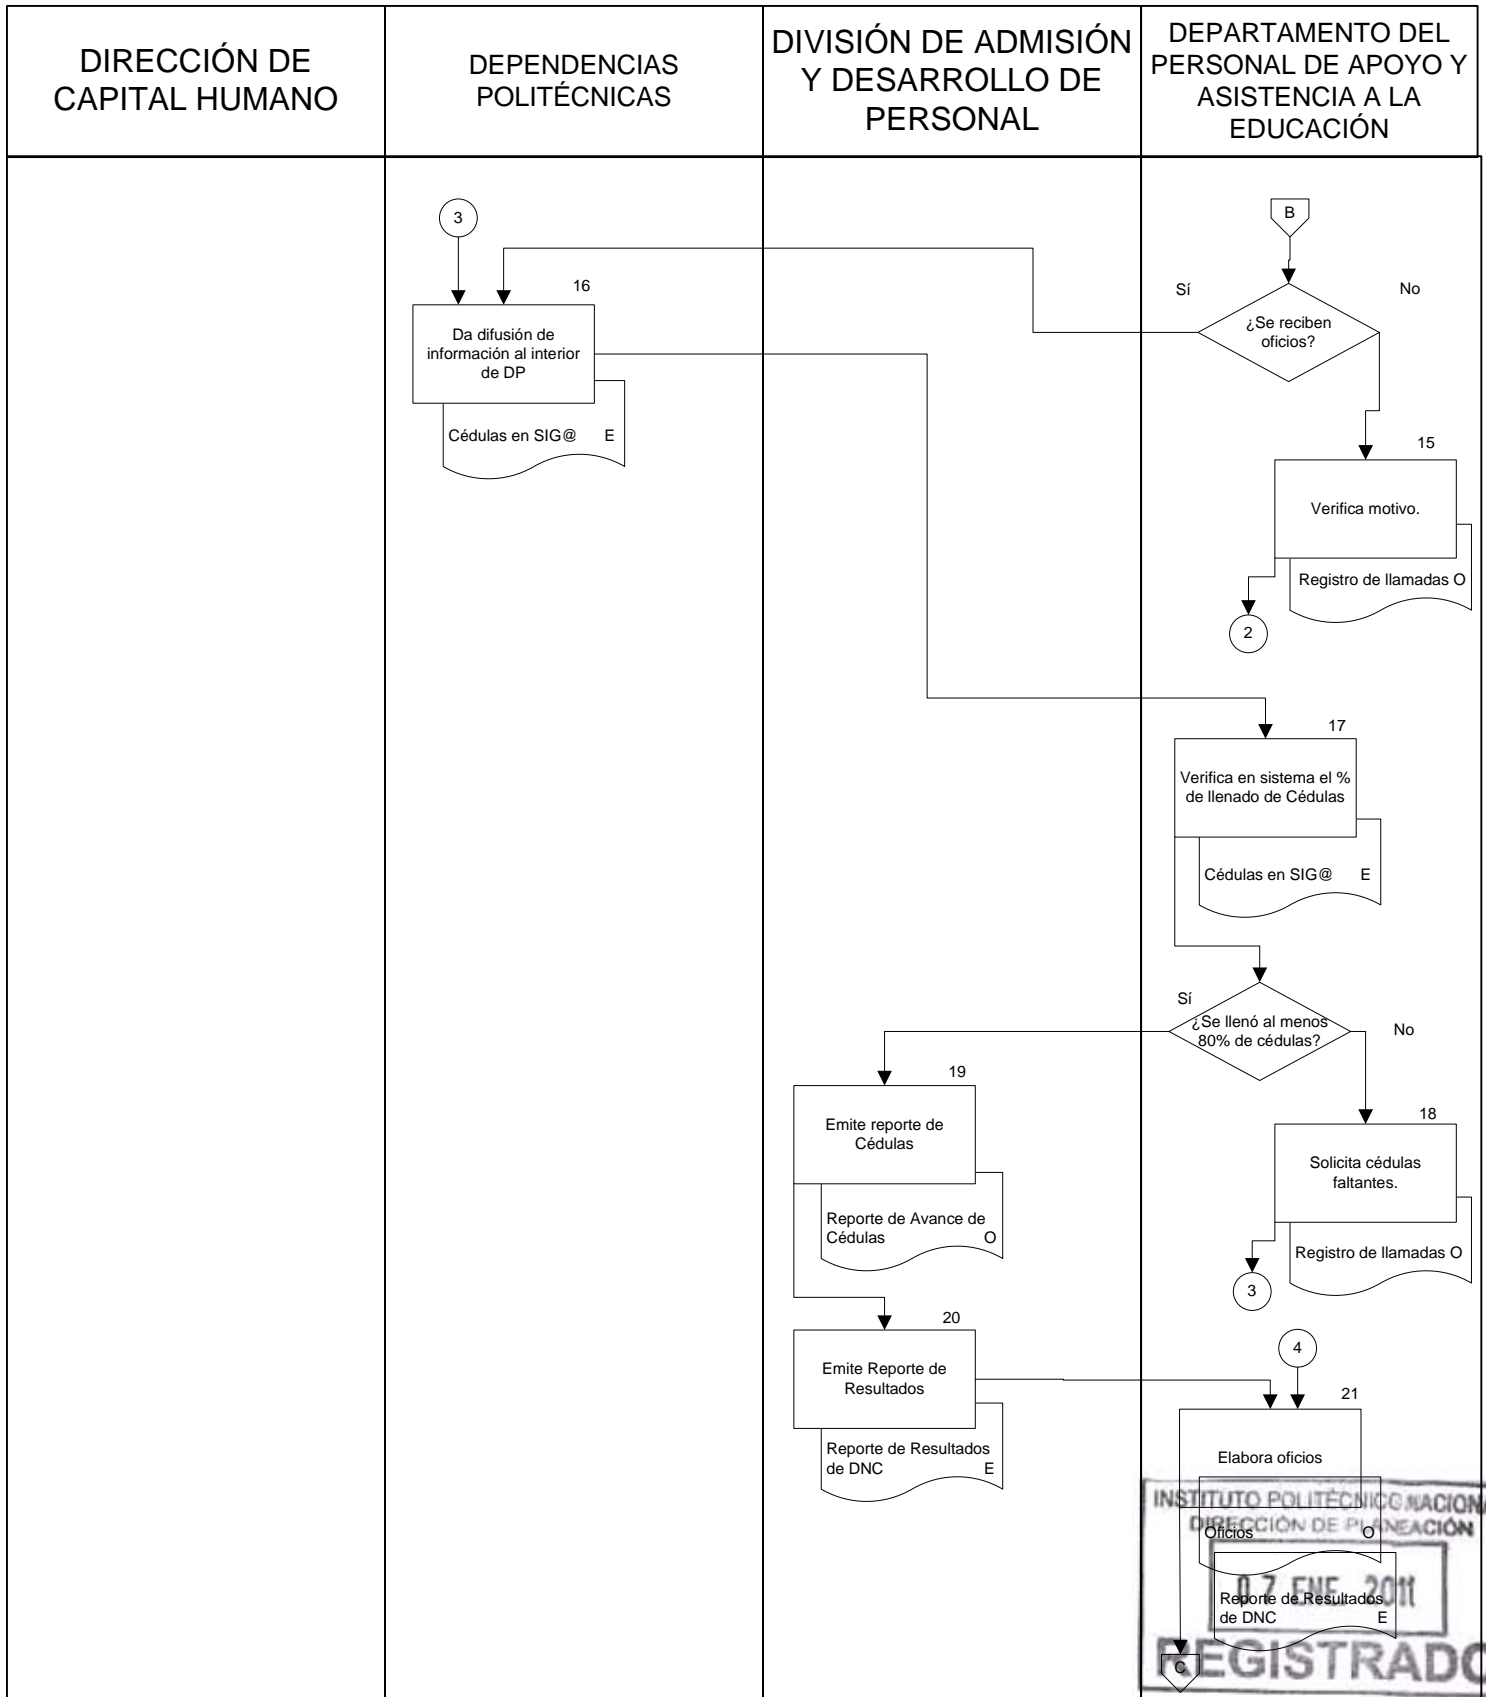 DIRECCIÓN DE
CAPITAL HUMANO
DEPENDENCIAS
POLITÉCNICAS
DIVISIÓN DE ADMISIÓN
Y DESARROLLO DE
PERSONAL
DEPARTAMENTO DEL
PERSONAL DE APOYO Y
ASISTENCIA A LA
EDUCACIÓN
3
B
16
Sí
No
¿Se reciben
oficios?
Da difusión de
información al interior
de DP
Cédulas en SIG@ E
15
Verifica motivo.
Registro de llamadas O
2
17
Verifica en sistema el %
de llenado de Cédulas
Cédulas en SIG@ E
Sí
¿Se llenó al menos
80% de cédulas?
No
19
Emite reporte de
Cédulas
Reporte de Avance de
Cédulas O
18
Solicita cédulas
faltantes.
Registro de llamadas O
3
20
Emite Reporte de
Resultados
Reporte de Resultados
de DNC E
4
21
Elabora oficios
INSTITUTO POLITÉCNICO NACIONA
DIRECCIÓN DE PLANEACIÓN
Oficios O
07 ENE. 2011
Reporte de Resultados
de DNC E
REGISTRADO
C